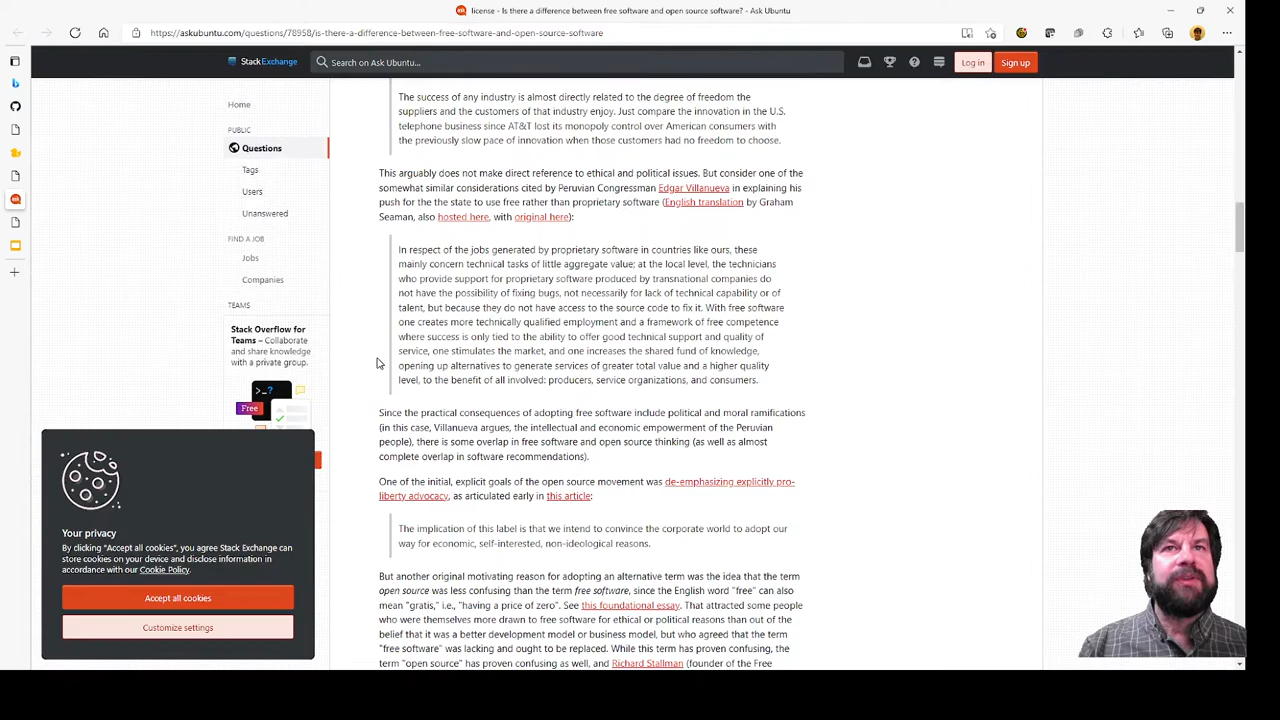 license - Is there a difference between free software and open source software? - Ask Ubuntu
https://askubuntu.com/questions/78958/is-there-a-difference-between-free-software-and-open-source-software
StackExchange
Search on Ask Ubuntu...
Log in
Sign up
Home
PUBLIC
Questions
Tags
Users
Unanswered
FIND A JOB
Jobs
Companies
TEAMS
Stack Overflow for
Teams – Collaborate
and share knowledge
with a private group.
>_?
Free
The success of any industry is almost directly related to the degree of freedom the
suppliers and the customers of that industry enjoy. Just compare the innovation in the U.S.
telephone business since AT&T lost its monopoly control over American consumers with
the previously slow pace of innovation when those customers had no freedom to choose.
This arguably does not make direct reference to ethical and political issues. But consider one of the
somewhat similar considerations cited by Peruvian Congressman Edgar Villanueva in explaining his
push for the the state to use free rather than proprietary software (English translation by Graham
Seaman, also hosted here, with original here):
In respect of the jobs generated by proprietary software in countries like ours, these
mainly concern technical tasks of little aggregate value; at the local level, the technicians
who provide support for proprietary software produced by transnational companies do
not have the possibility of fixing bugs, not necessarily for lack of technical capability or of
talent, but because they do not have access to the source code to fix it. With free software
one creates more technically qualified employment and a framework of free competence
where success is only tied to the ability to offer good technical support and quality of
service, one stimulates the market, and one increases the shared fund of knowledge,
opening up alternatives to generate services of greater total value and a higher quality
level, to the benefit of all involved: producers, service organizations, and consumers.
Since the practical consequences of adopting free software include political and moral ramifications
(in this case, Villanueva argues, the intellectual and economic empowerment of the Peruvian
people), there is some overlap in free software and open source thinking (as well as almost
complete overlap in software recommendations).
One of the initial, explicit goals of the open source movement was de-emphasizing explicitly pro-
liberty advocacy, as articulated early in this article:
The implication of this label is that we intend to convince the corporate world to adopt our
way for economic, self-interested, non-ideological reasons.
But another original motivating reason for adopting an alternative term was the idea that the term
open source was less confusing than the term free software, since the English word "free" can also
mean "gratis," i.e., "having a price of zero". See this foundational essay. That attracted some people
who were themselves more drawn to free software for ethical or political reasons than out of the
belief that it was a better development model or business model, but who agreed that the term
"free software" was lacking and ought to be replaced. While this term has proven confusing, the
term "open source" has proven confusing as well, and Richard Stallman (founder of the Free
Your privacy
By clicking "Accept all cookies", you agree Stack Exchange can
store cookies on your device and disclose information in
accordance with our Cookie Policy.
Accept all cookies
Customize settings